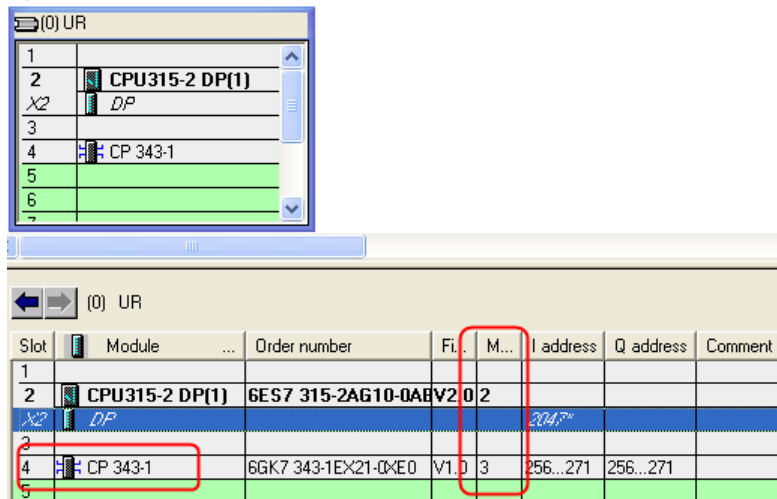 (0) UR
1
2 CPU315-2 DP(1)
X2 DP
3
4 CP 343-1
5
6
7
(0) UR
Slot Module ... Order number Fi... M... I address Q address Comment
1
2 CPU315-2 DP(1) 6ES7 315-2AG10-0AB V2.0 2
X2 DP 2047*
3
4 CP 343-1 6GK7 343-1EX21-0XE0 V1.0 3 256...271 256...271
5